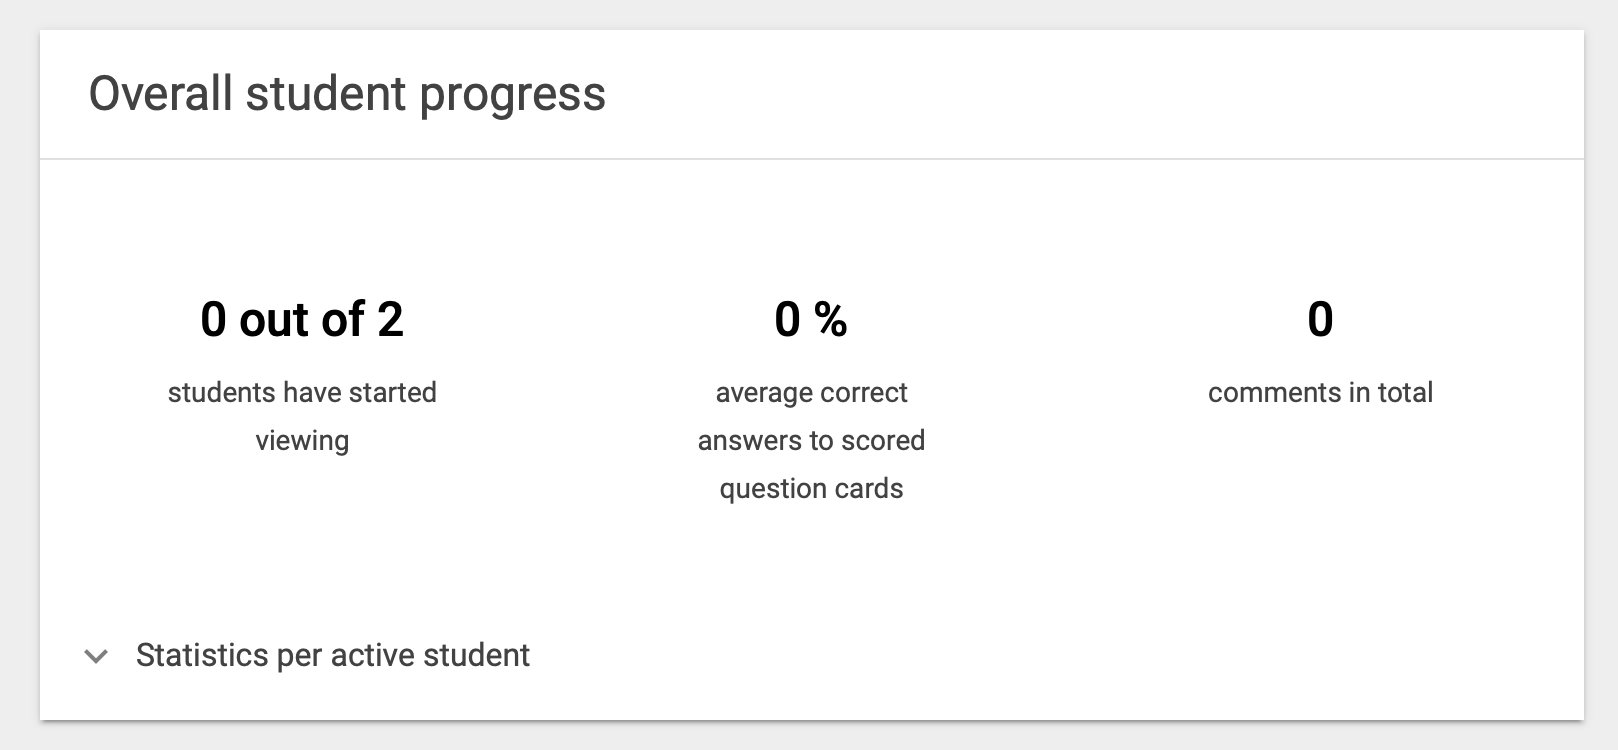 Overall student progress
0 out of 2
students have started
viewing
0 %
average correct
answers to scored
question cards
0
comments in total
Statistics per active student